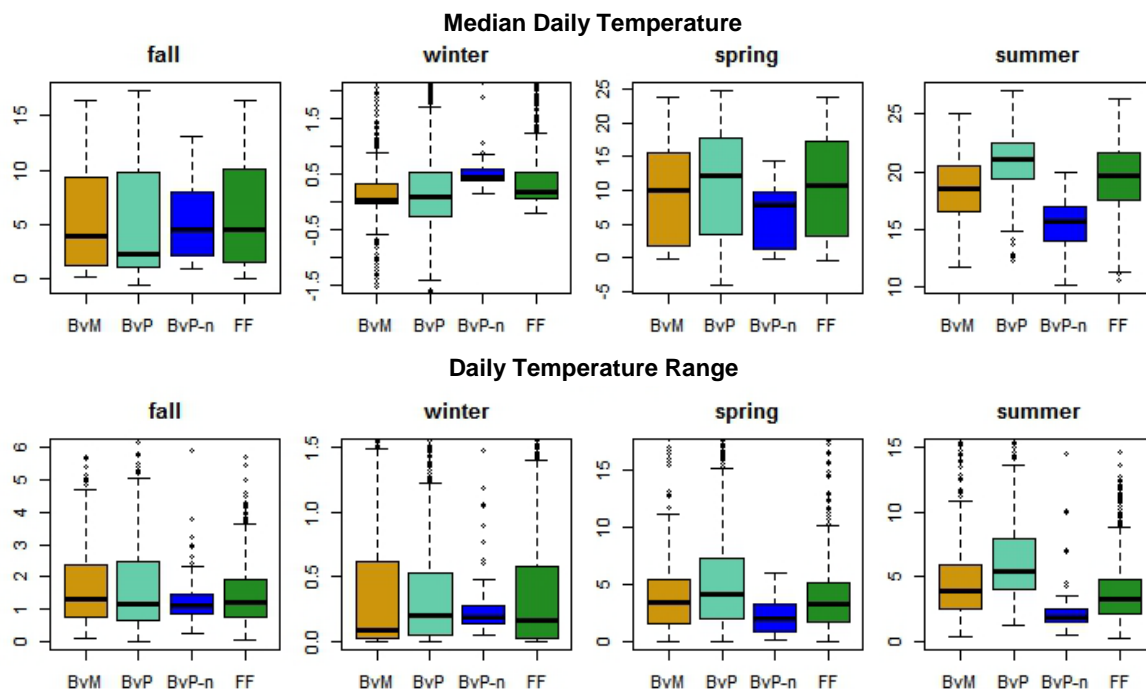 Median Daily Temperature
fall winter spring summer
0 5 10 15
-1.5 -0.5 0.5 1.5
-5 0 5 10 15 20 25
10 15 20 25
BvM BvP BvP-n FF BvM BvP BvP-n FF BvM BvP BvP-n FF BvM BvP BvP-n FF
Daily Temperature Range
fall winter spring summer
0 1 2 3 4 5 6
0.0 0.5 1.0 1.5
0 5 10 15
0 5 10 15
BvM BvP BvP-n FF BvM BvP BvP-n FF BvM BvP BvP-n FF BvM BvP BvP-n FF